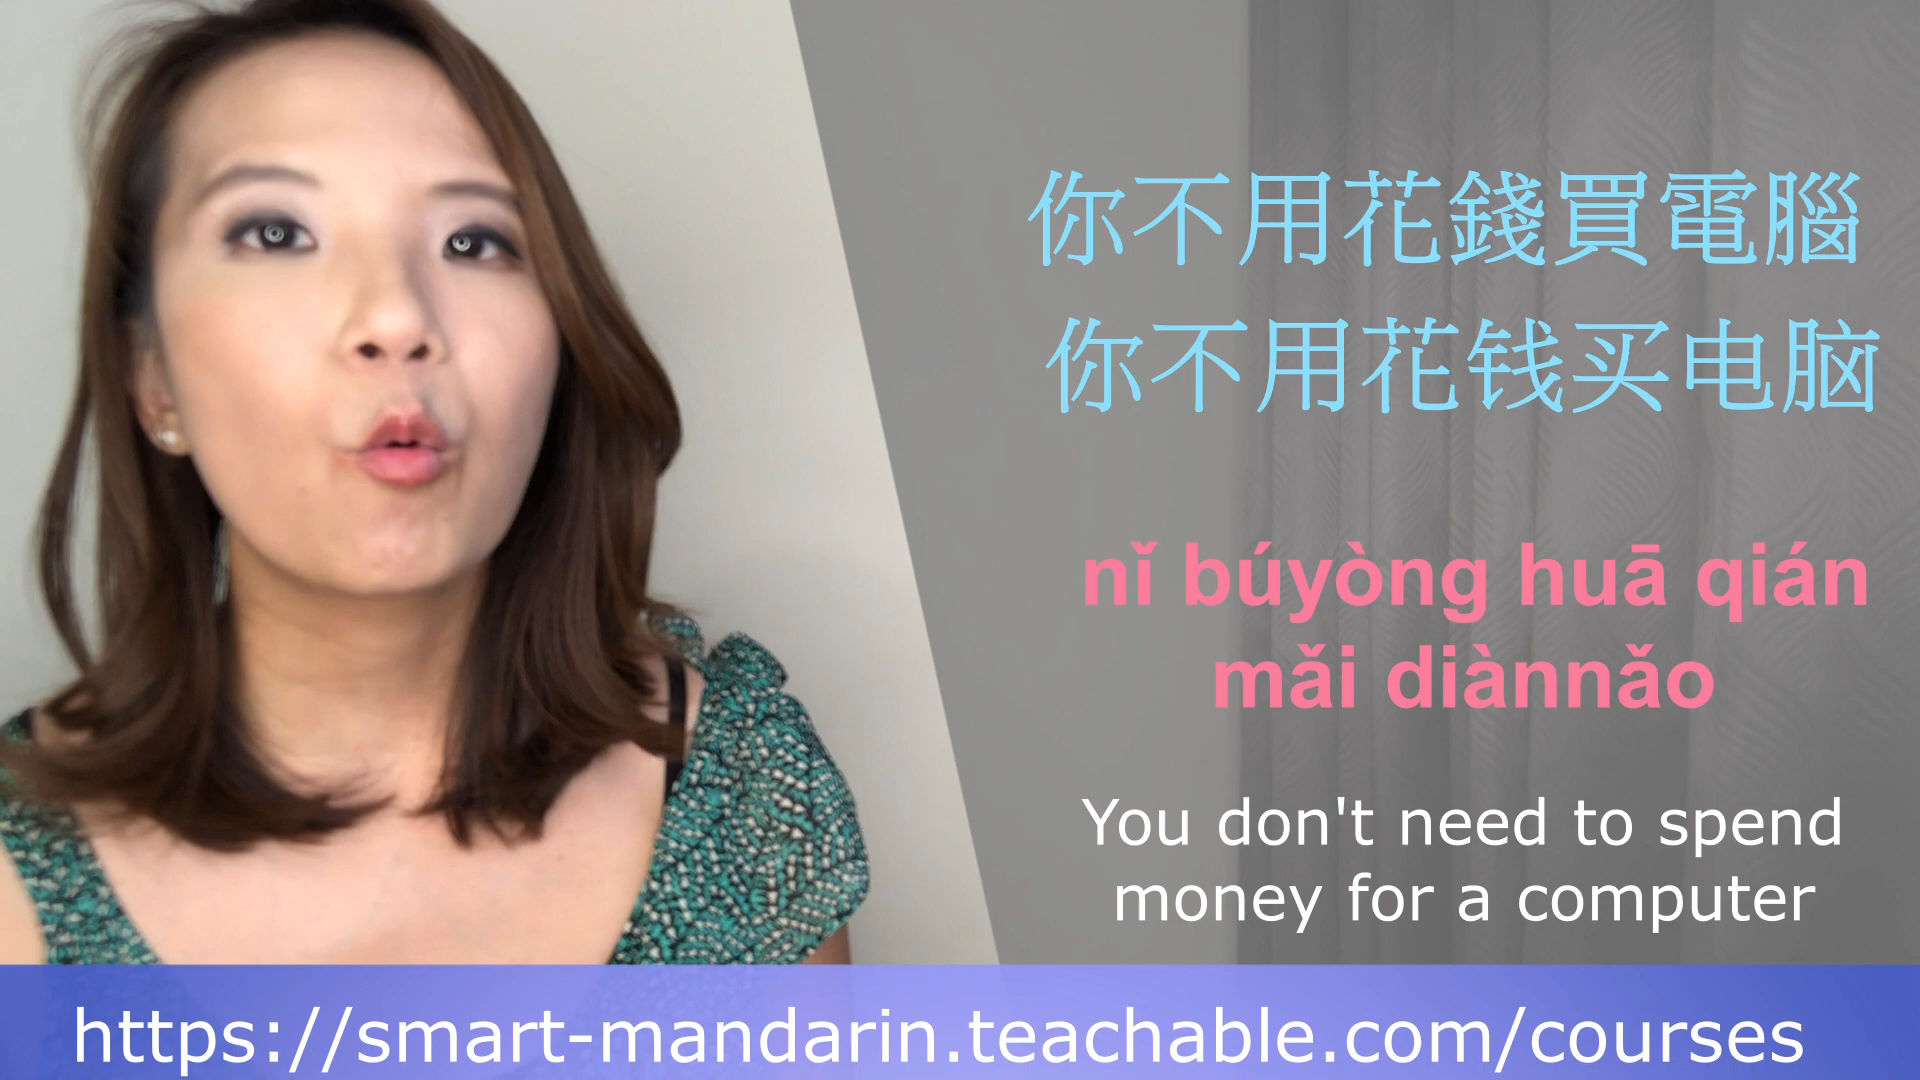 你不用花錢買電腦
你不用花钱买电脑
nǐ búyòng huā qián
mǎi diànnǎo
You don't need to spend
money for a computer
https://smart-mandarin.teachable.com/courses